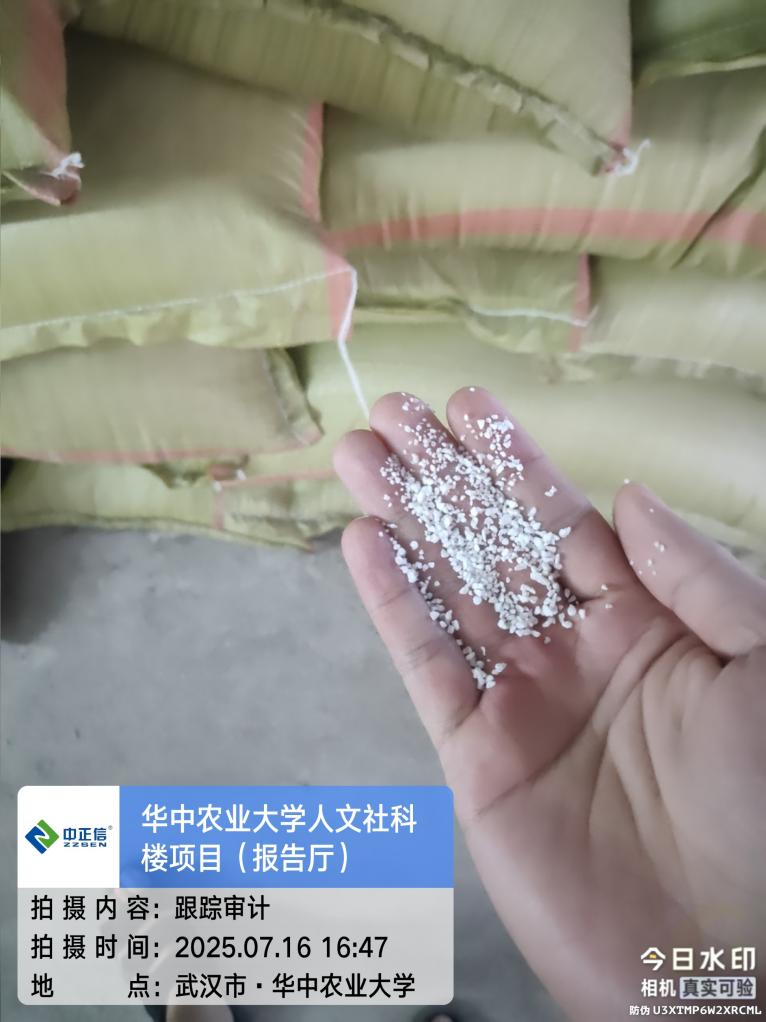 中正信®
ZZSEN
华中农业大学人文社科
楼项目（报告厅）
拍摄内容：跟踪审计
拍摄时间：2025.07.16 16:47
地点：武汉市·华中农业大学
今日水印
相机 真实可验
防伪 U3XTMP6W2XRCML